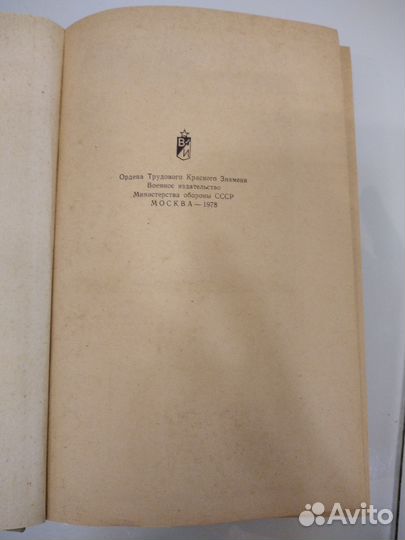 В
И
Ордена Трудового Красного Знамени
Военное издательство
Министерства обороны СССР
МОСКВА — 1978
Avito